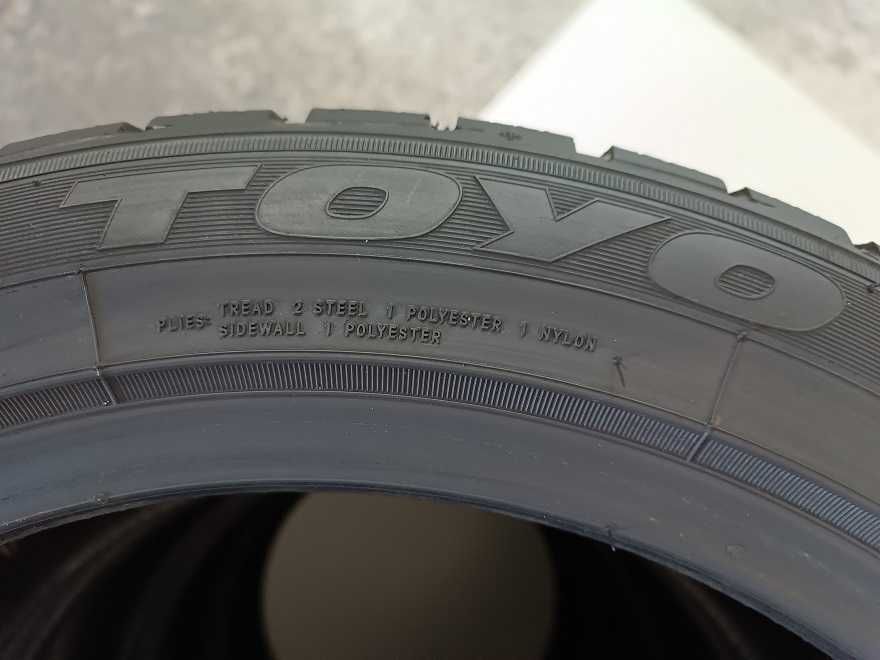 TOYO
PLIES: TREAD 2 STEEL 1 POLYESTER 1 NYLON
SIDEWALL 1 POLYESTER